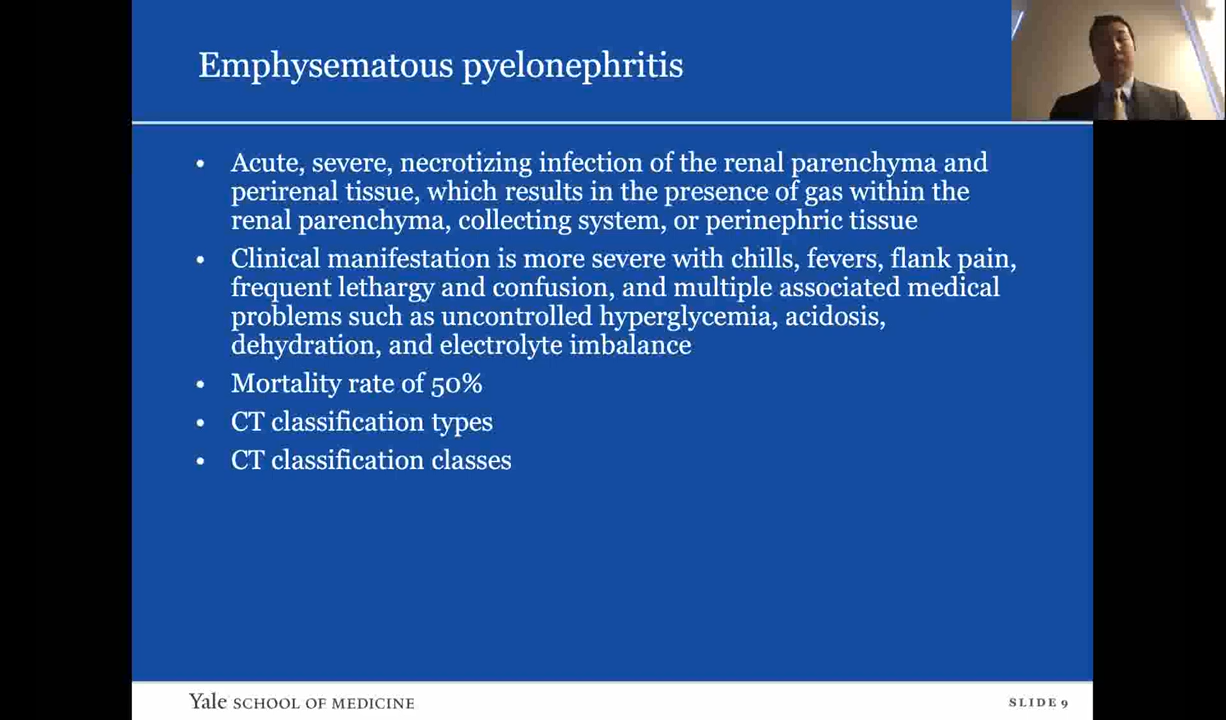 Emphysematous pyelonephritis
• Acute, severe, necrotizing infection of the renal parenchyma and
perirenal tissue, which results in the presence of gas within the
renal parenchyma, collecting system, or perinephric tissue
• Clinical manifestation is more severe with chills, fevers, flank pain,
frequent lethargy and confusion, and multiple associated medical
problems such as uncontrolled hyperglycemia, acidosis,
dehydration, and electrolyte imbalance
• Mortality rate of 50%
• CT classification types
• CT classification classes
Yale SCHOOL OF MEDICINE
SLIDE 9